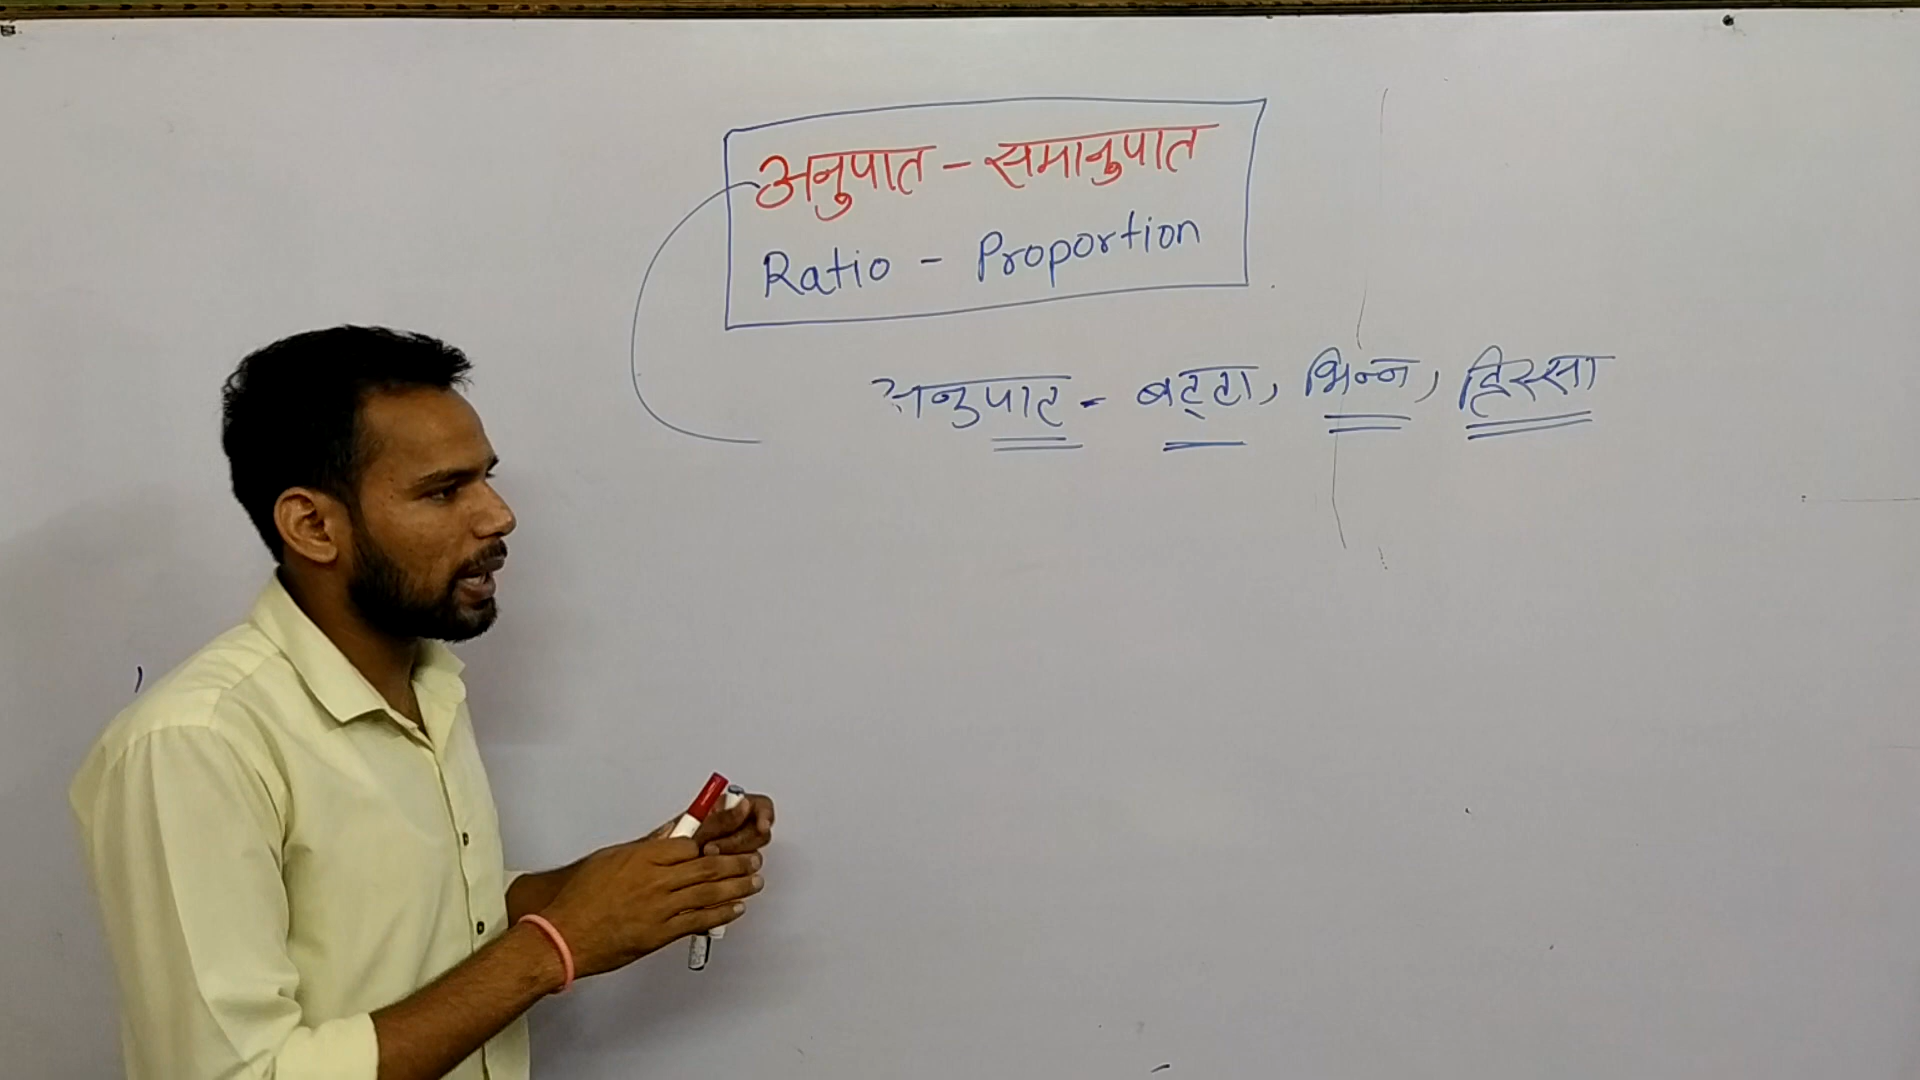 अनुपात - समानुपात
Ratio - Proportion
अनुपात - बट्टा, भिन्न, हिस्सा